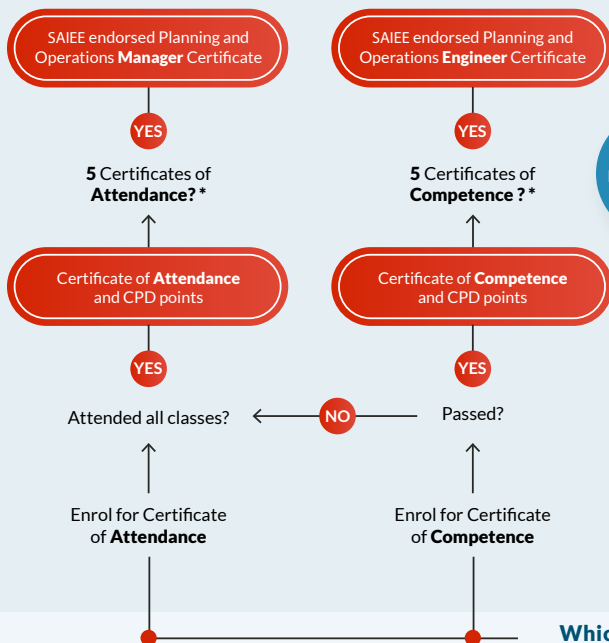 SAIEE endorsed Planning and
Operations Manager Certificate
SAIEE endorsed Planning and
Operations Engineer Certificate
YES
YES
5 Certificates of
Attendance? *
5 Certificates of
Competence ? *
Certificate of Attendance
and CPD points
Certificate of Competence
and CPD points
YES
YES
Attended all classes?
NO
Passed?
Enrol for Certificate
of Attendance
Enrol for Certificate
of Competence